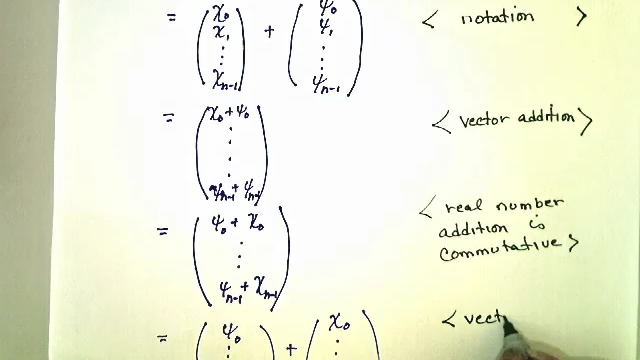 = ( χ₀ χ₁ ⋮ χₙ₋₁ ) + ( ψ₀ ψ₁ ⋮ ψₙ₋₁ ) < notation >
= ( χ₀ + ψ₀ ⋮ ψₙ₋₁ + ψₙ₋₁ ) < vector addition >
= ( ψ₀ + χ₀ ⋮ ψₙ₋₁ + χₙ₋₁ ) < real number
addition is
commutative >
= ( ψ₀ ⋮ ) + ( χ₀ ⋮ ) < vect